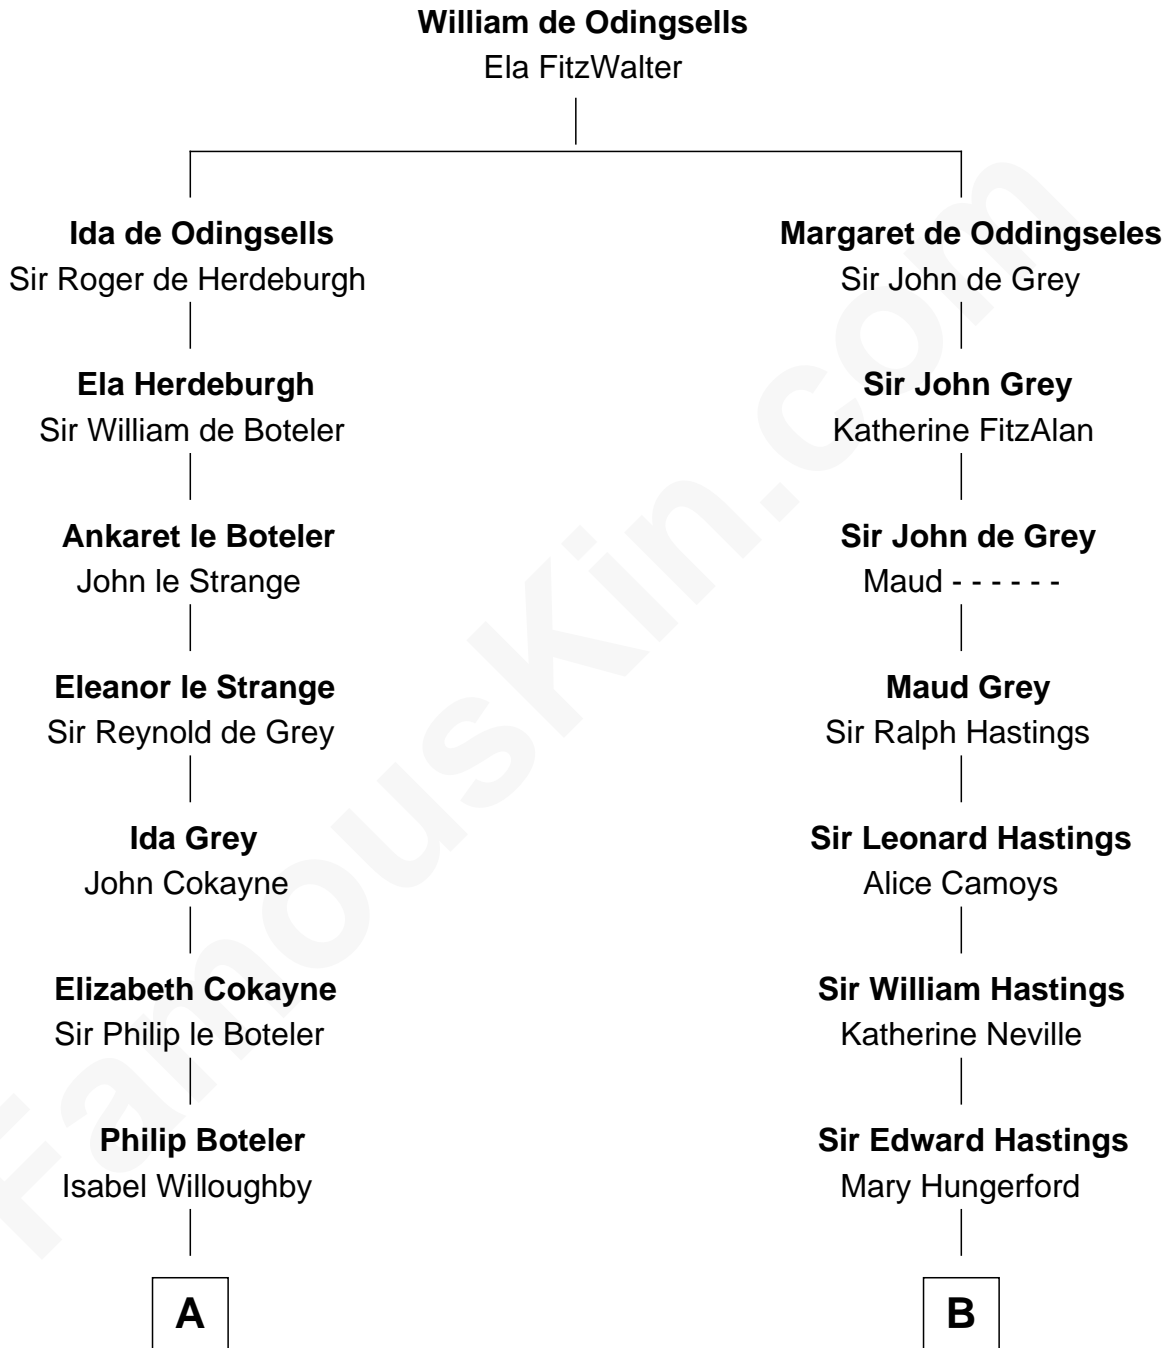 William de Odingsells
Ela FitzWalter
Ida de Odingsells
Sir Roger de Herdeburgh
Margaret de Oddingseles
Sir John de Grey
Ela Herdeburgh
Sir William de Boteler
Sir John Grey
Katherine FitzAlan
Ankaret le Boteler
John le Strange
Sir John de Grey
Maud - - - - - -
Eleanor le Strange
Sir Reynold de Grey
Maud Grey
Sir Ralph Hastings
Ida Grey
John Cokayne
Sir Leonard Hastings
Alice Camoys
Elizabeth Cokayne
Sir Philip le Boteler
Sir William Hastings
Katherine Neville
Philip Boteler
Isabel Willoughby
Sir Edward Hastings
Mary Hungerford
A
B
FamousKin.com